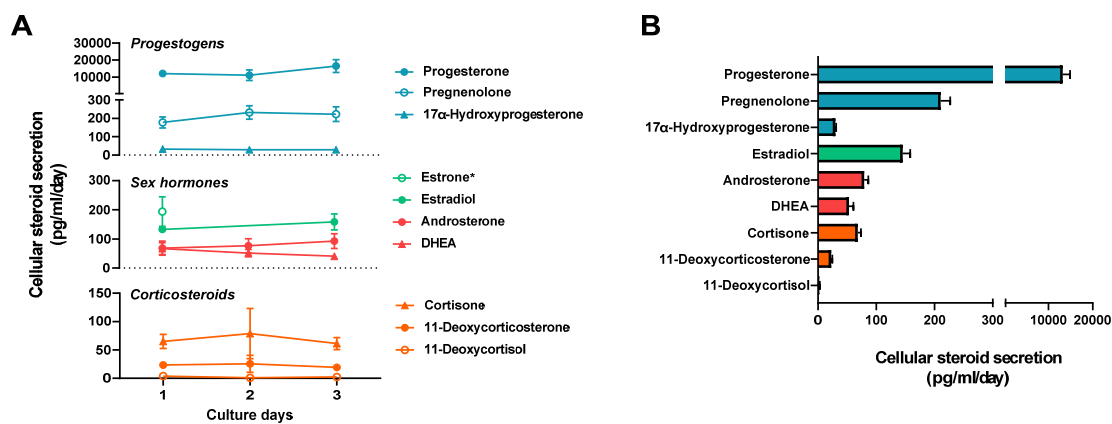 A
Cellular steroid secretion
(pg/ml/day)
Progestogens
30000
20000
10000
300
200
100
0
Progesterone
Pregnenolone
17α-Hydroxyprogesterone
Sex hormones
300
200
100
0
Estrone*
Estradiol
Androsterone
DHEA
Corticosteroids
150
100
50
0
Cortisone
11-Deoxycorticosterone
11-Deoxycortisol
1 2 3
Culture days
B
Progesterone
Pregnenolone
17α-Hydroxyprogesterone
Estradiol
Androsterone
DHEA
Cortisone
11-Deoxycorticosterone
11-Deoxycortisol
0 100 200 300 10000 20000
Cellular steroid secretion
(pg/ml/day)